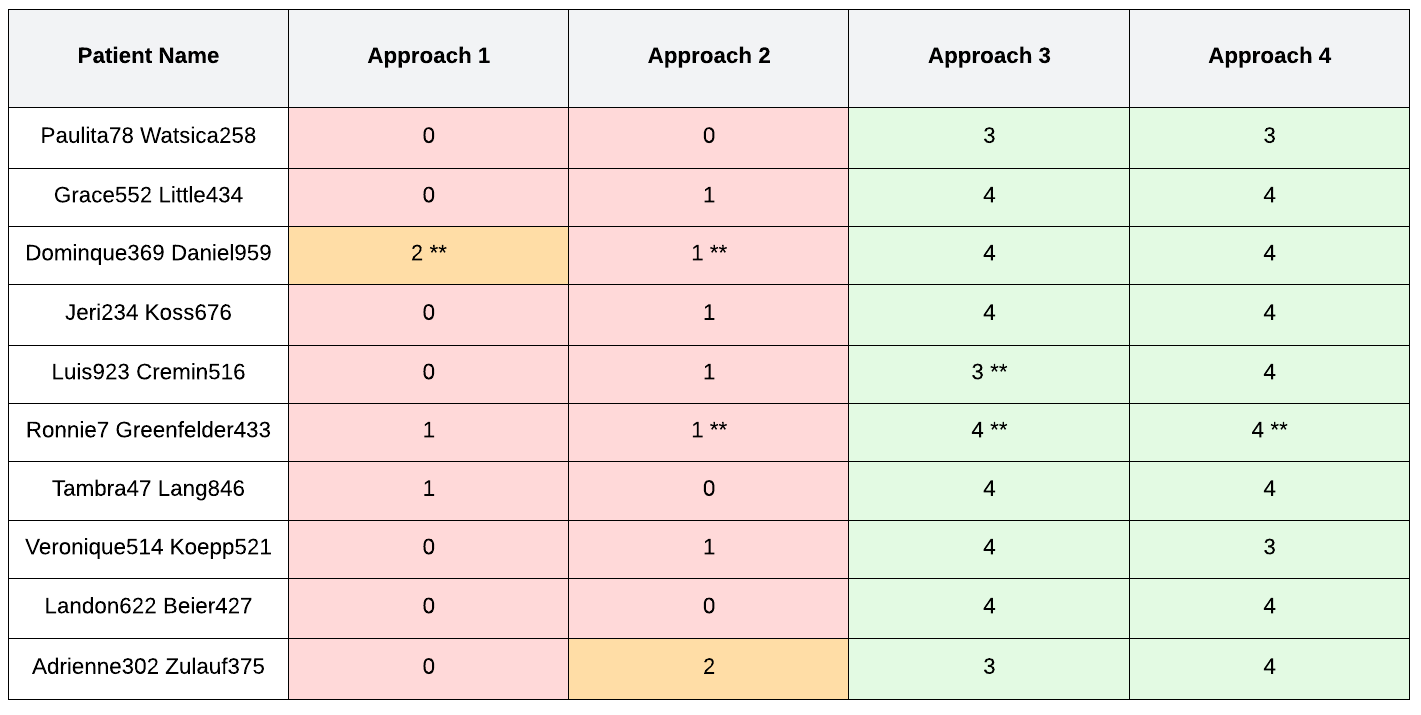 Patient Name Approach 1 Approach 2 Approach 3 Approach 4
Paulita78 Watsica258 0 0 3 3
Grace552 Little434 0 1 4 4
Dominque369 Daniel959 2 ** 1 ** 4 4
Jeri234 Koss676 0 1 4 4
Luis923 Cremin516 0 1 3 ** 4
Ronnie7 Greenfelder433 1 1 ** 4 ** 4 **
Tambra47 Lang846 1 0 4 4
Veronique514 Koepp521 0 1 4 3
Landon622 Beier427 0 0 4 4
Adrienne302 Zulauf375 0 2 3 4